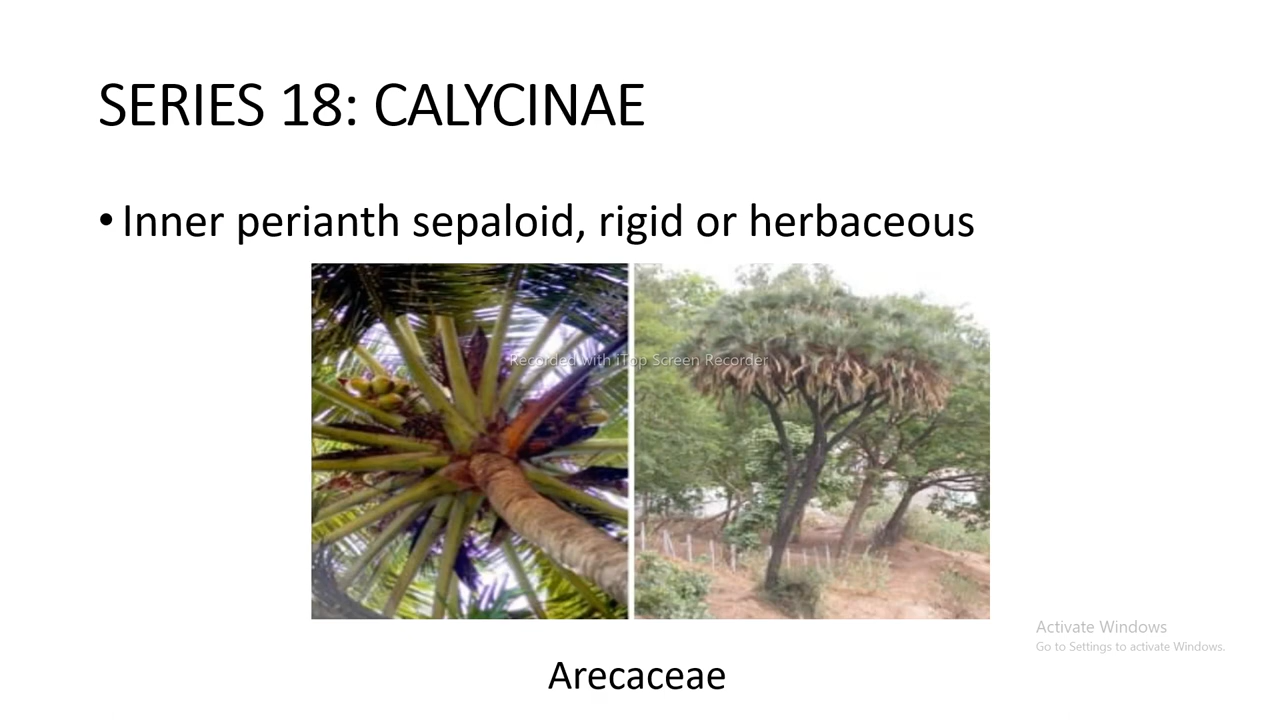 SERIES 18: CALYCINAE
• Inner perianth sepaloid, rigid or herbaceous
Recorded with iTop Screen Recorder
Activate Windows
Go to Settings to activate Windows.
Arecaceae